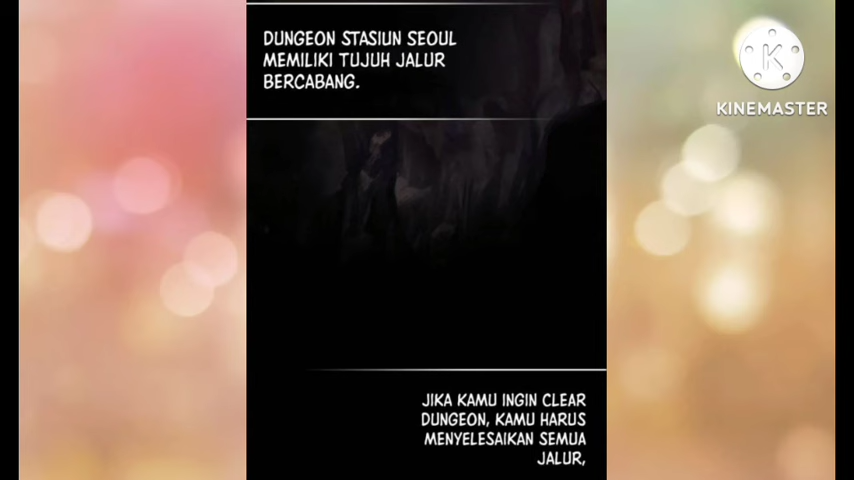 DUNGEON STASIUN SEOUL
MEMILIKI TUJUH JALUR
BERCABANG.
K
KINEMASTER
JIKA KAMU INGIN CLEAR
DUNGEON, KAMU HARUS
MENYELESAIKAN SEMUA
JALUR,